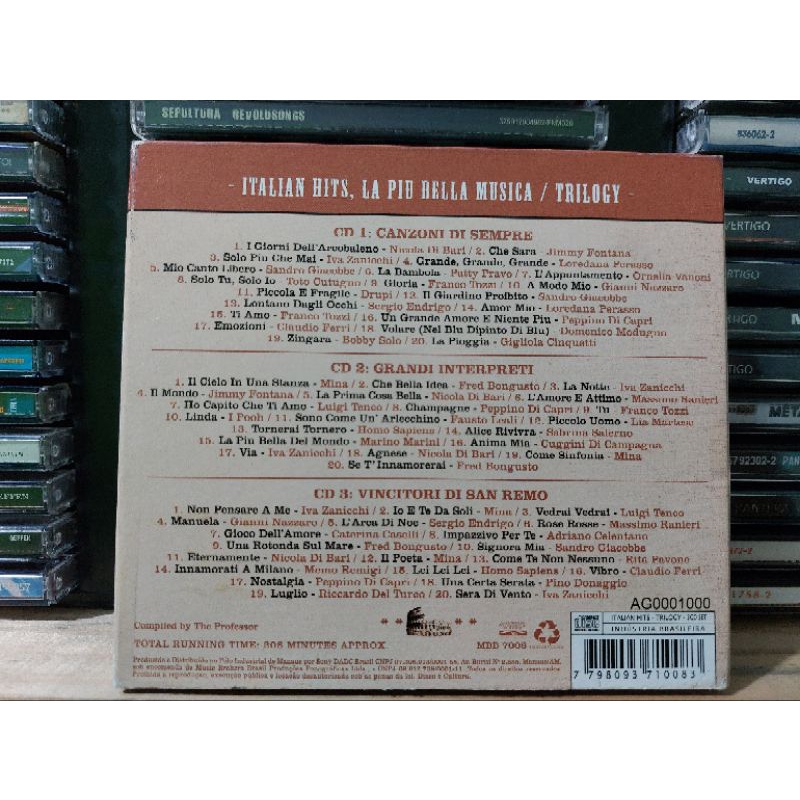 SEPULTURA REVOLUSONGS
836062-2
VERTIGO
VERTIGO
- ITALIAN HITS, LA PIU BELLA MUSICA / TRILOGY -
CD 1: CANZONI DI SEMPRE
1. I Giorni Dell'Arcobaleno - Nicola Di Bari / 2. Che Sara - Jimmy Fontana
3. Solo Piu Che Mai - Iva Zanicchi / 4. Grande, Grande, Grande - Loredana Perasso
5. Mio Canto Libero - Sandro Giacobbe / 6. La Bambola - Patty Pravo / 7. L'Appuntamento - Ornella Vanoni
8. Solo Tu, Solo Io - Toto Cutugno / 9. Gloria - Franco Tozzi / 10. A Modo Mio - Gianni Nazzaro
11. Piccola E Fragile - Drupi / 12. Il Giardino Proibito - Sandro Giacobbe
13. Lontano Dagli Occhi - Sergio Endrigo / 14. Amor Mio - Loredana Perasso
15. Ti Amo - Franco Tozzi / 16. Un Grande Amore E Niente Piu - Peppino Di Capri
17. Emozioni - Claudio Ferri / 18. Volare (Nel Blu Dipinto Di Blu) - Domenico Modugno
19. Zingara - Bobby Solo / 20. La Pioggia - Gigliola Cinquatti
CD 2: GRANDI INTERPRETI
1. Il Cielo In Una Stanza - Mina / 2. Che Bella Idea - Fred Bongusto / 3. La Notte - Iva Zanicchi
4. Il Mondo - Jimmy Fontana / 5. La Prima Cosa Bella - Nicola Di Bari / 6. L'Amore E Attimo - Massimo Ranieri
7. Ho Capito Che Ti Amo - Luigi Tenco / 8. Champagne - Peppino Di Capri / 9. Tu - Franco Tozzi
10. Linda - I Pooh / 11. Sono Come Un' Arlecchino - Fausto Leali / 12. Piccolo Uomo - Lia Martese
13. Tornerai Tornero - Homo Sapiens / 14. Alice Rivivra - Sabrina Salerno
15. La Piu Bella Del Mondo - Marino Marini / 16. Anima Mia - Cuggini Di Campagna
17. Via - Iva Zanicchi / 18. Agnese - Nicola Di Bari / 19. Come Sinfonia - Mina
20. Se T'Innamorerai - Fred Bongusto
CD 3: VINCITORI DI SAN REMO
1. Non Pensare A Me - Iva Zanicchi / 2. Io E Te Da Soli - Mina / 3. Vedrai Vedrai - Luigi Tenco
4. Manuela - Gianni Nazzaro / 5. L'Arca Di Noe - Sergio Endrigo / 6. Rose Rosse - Massimo Ranieri
7. Gioco Dell'Amore - Caterina Caselli / 8. Impazzivo Per Te - Adriano Celentano
9. Una Rotonda Sul Mare - Fred Bongusto / 10. Signora Mia - Sandro Giacobbe
11. Eternamente - Nicola Di Bari / 12. Il Poeta - Mina / 13. Come Te Non Nessuno - Rita Pavone
14. Innamorati A Milano - Memo Remigi / 15. Lei Lei Lei - Homo Sapiens / 16. Vibro - Claudio Ferri
17. Nostalgia - Peppino Di Capri / 18. Una Certa Serata - Pino Donaggio
19. Luglio - Riccardo Del Turco / 20. Sara Di Vento - Iva Zanicchi
AG0001000
Compiled by The Professor
TOTAL RUNNING TIME: 206 MINUTES APPROX
MDB 7006
ITALIAN HITS - TRILOGY - 3CD SET
INDUSTRIA BRASILEIRA
7 798093 710083